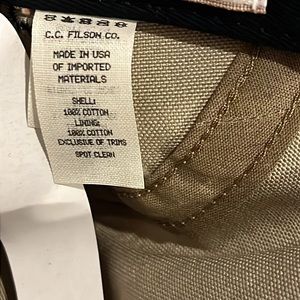 C.C. FILSON CO.
MADE IN USA
OF IMPORTED
MATERIALS
SHELL:
100% COTTON
LINING:
100% COTTON
EXCLUSIVE OF TRIMS
SPOT CLEAN